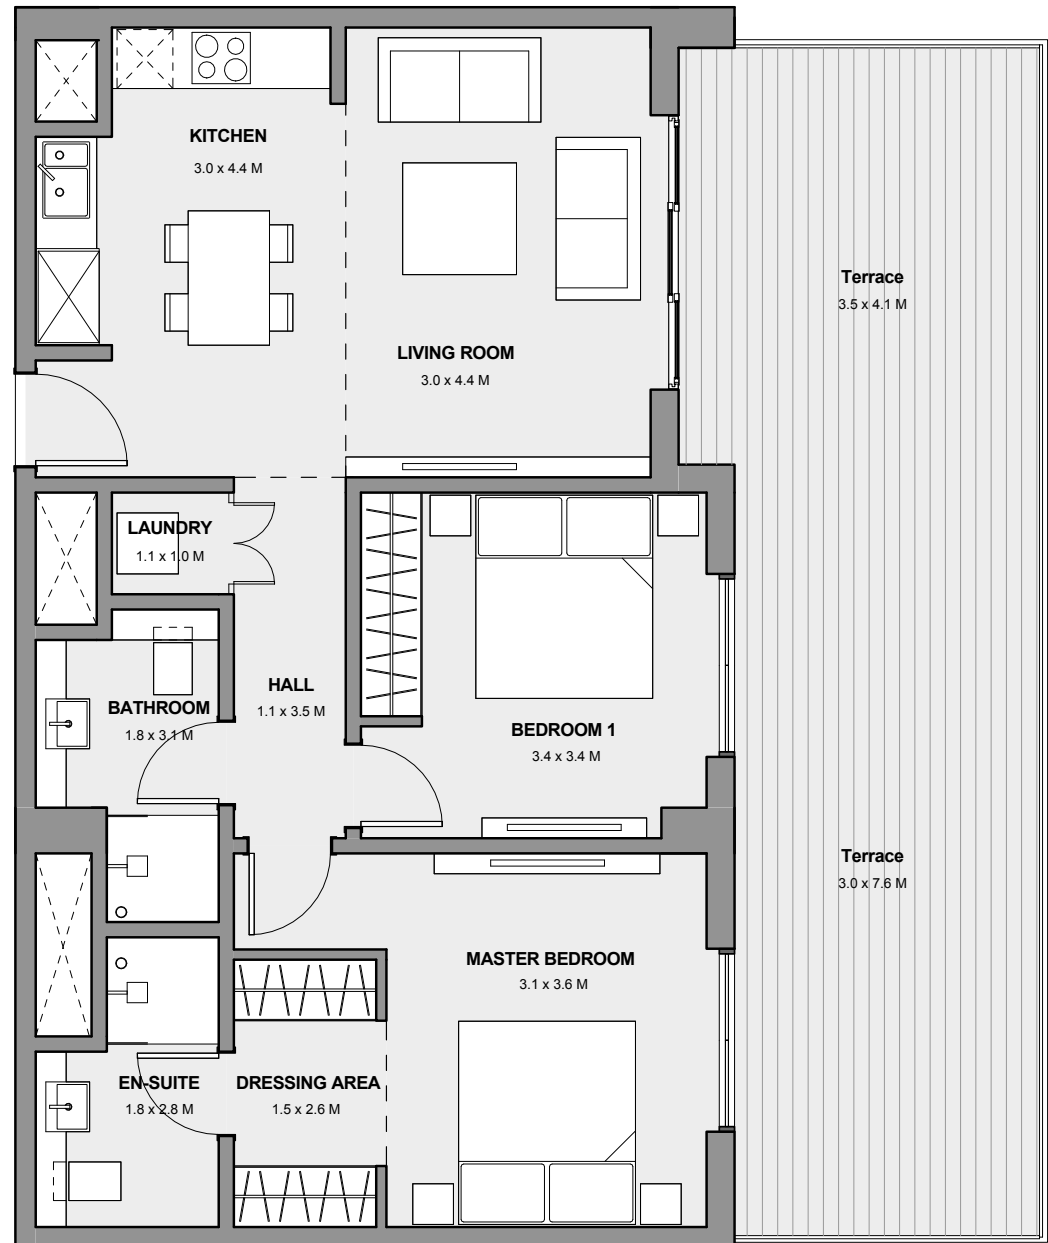 KITCHEN
3.0 x 4.4 M
Terrace
3.5 x 4.1 M
LIVING ROOM
3.0 x 4.4 M
LAUNDRY
1.1 x 1.0 M
HALL
1.1 x 3.5 M
BATHROOM
1.8 x 3.1 M
BEDROOM 1
3.4 x 3.4 M
Terrace
3.0 x 7.6 M
MASTER BEDROOM
3.1 x 3.6 M
EN-SUITE
1.8 x 2.8 M
DRESSING AREA
1.5 x 2.6 M